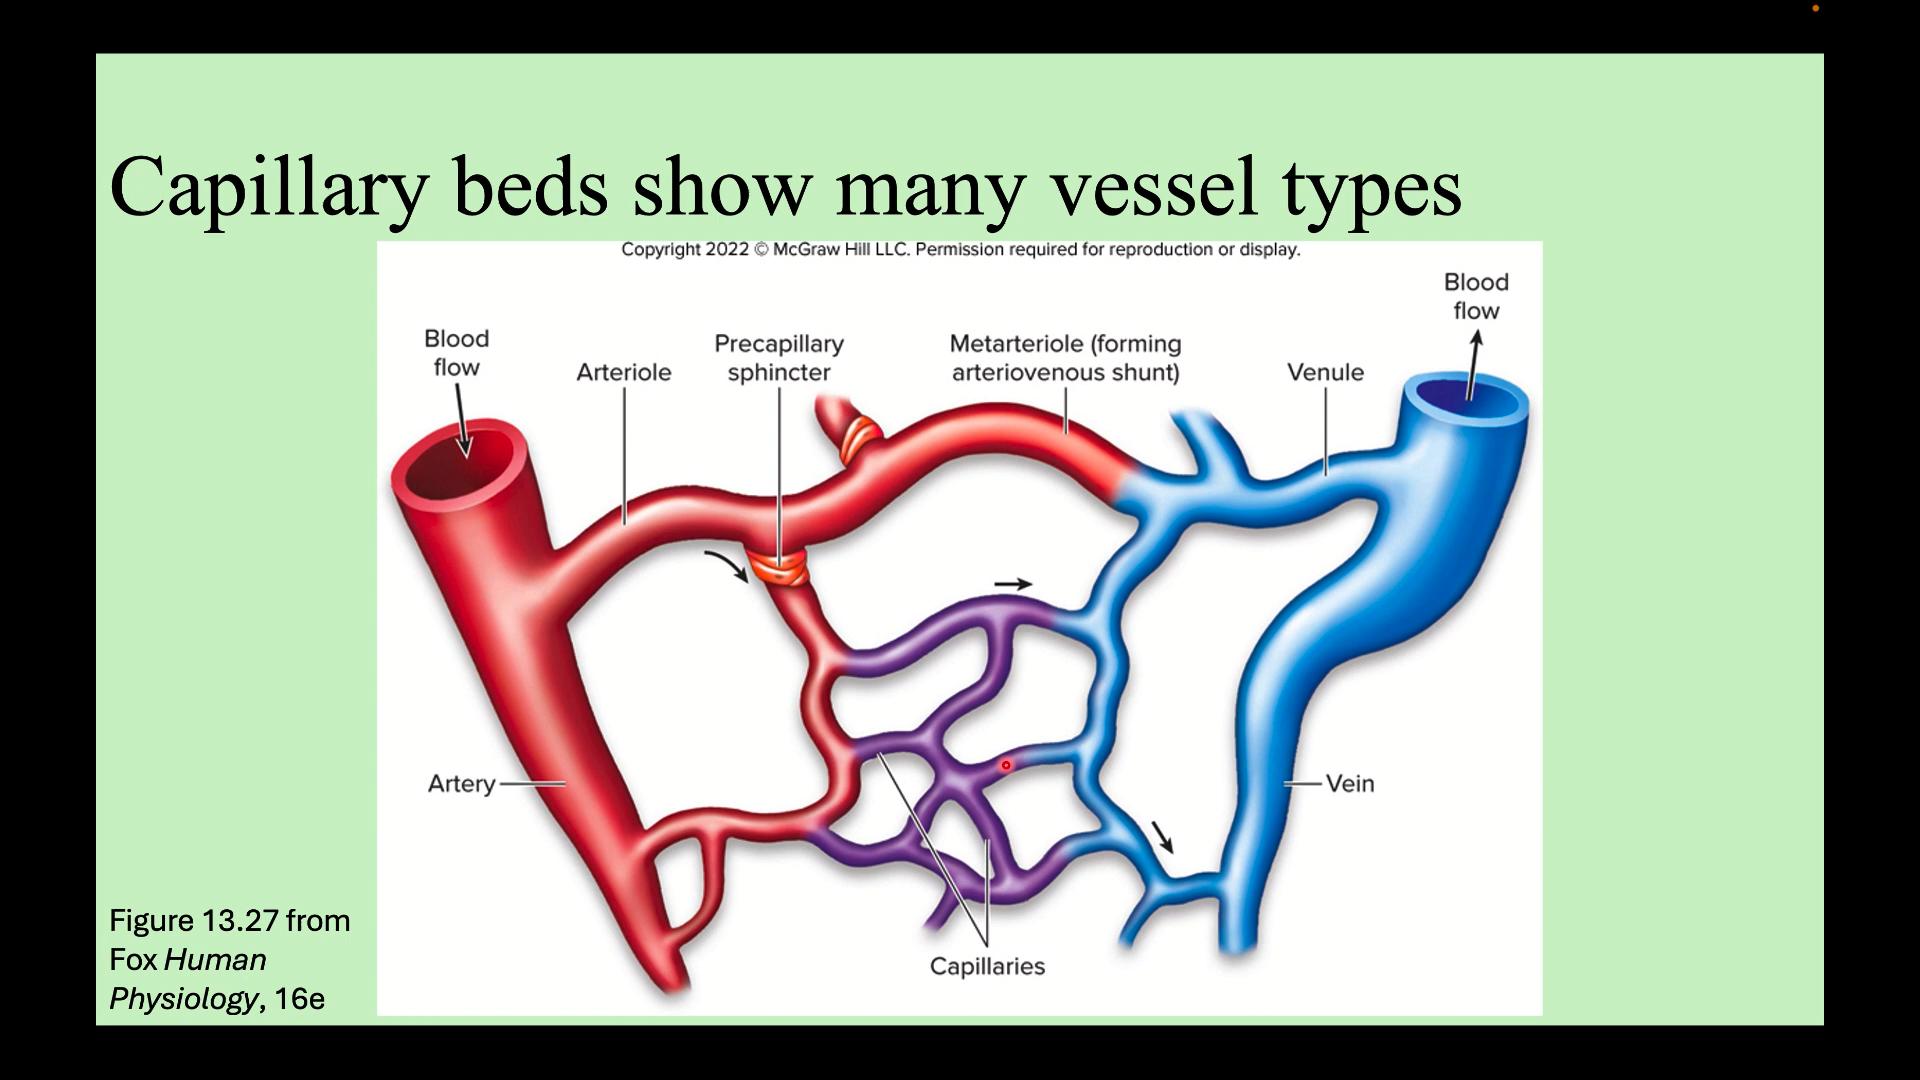 Capillary beds show many vessel types
Copyright 2022 © McGraw Hill LLC. Permission required for reproduction or display.
Blood
flow
Arteriole
Precapillary
sphincter
Metarteriole (forming
arteriovenous shunt)
Venule
Blood
flow
Artery
Vein
Capillaries
Figure 13.27 from
Fox Human
Physiology, 16e